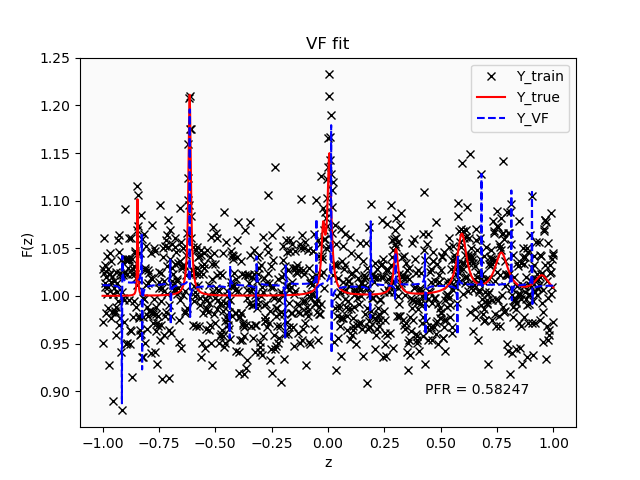 VF fit
1.25
1.20
1.15
1.10
1.05
1.00
0.95
0.90
F(z)
Y_train
Y_true
Y_VF
PFR = 0.58247
−1.00 −0.75 −0.50 −0.25 0.00 0.25 0.50 0.75 1.00
z